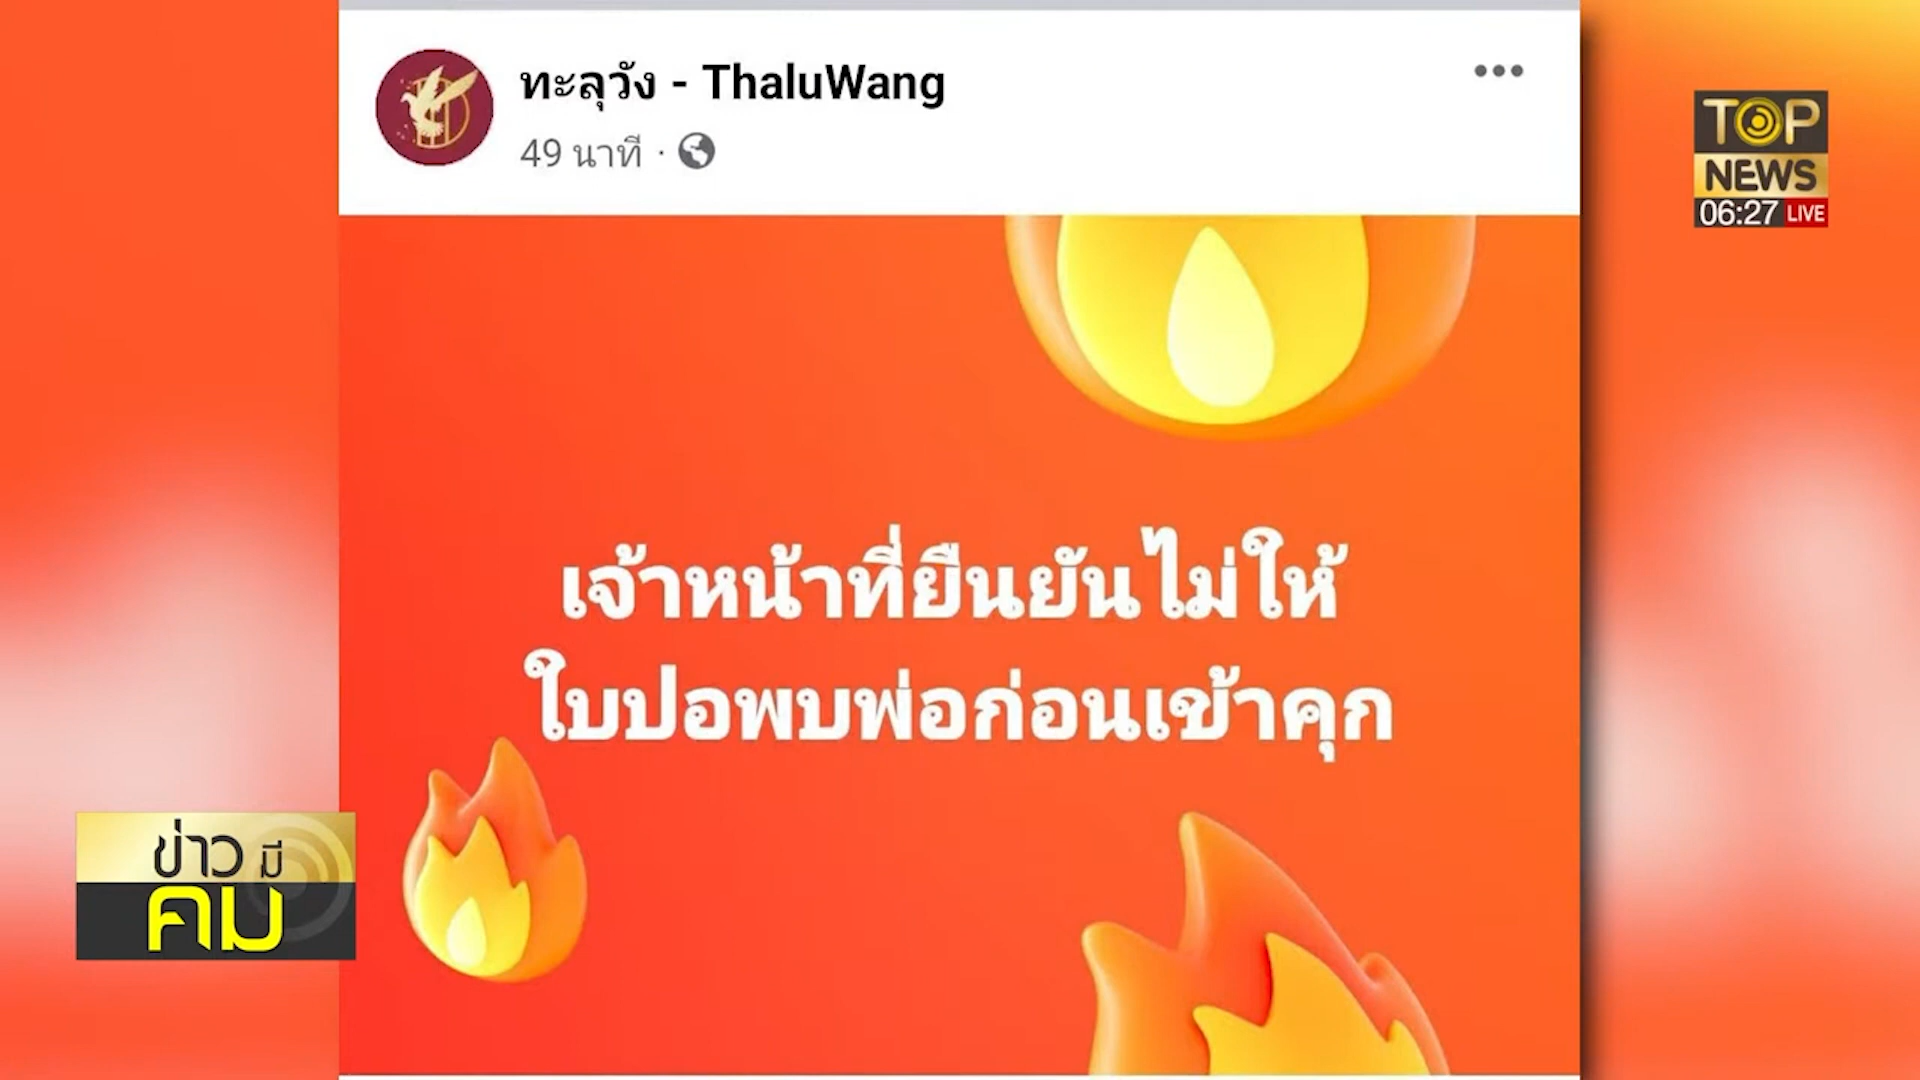 ทะลุวัง - ThaluWang
49 นาที ·
TOP
NEWS
06:27 LIVE
เจ้าหน้าที่ยืนยันไม่ให้
ใบปอพบพ่อก่อนเข้าคุก
ข่าวมี
คม